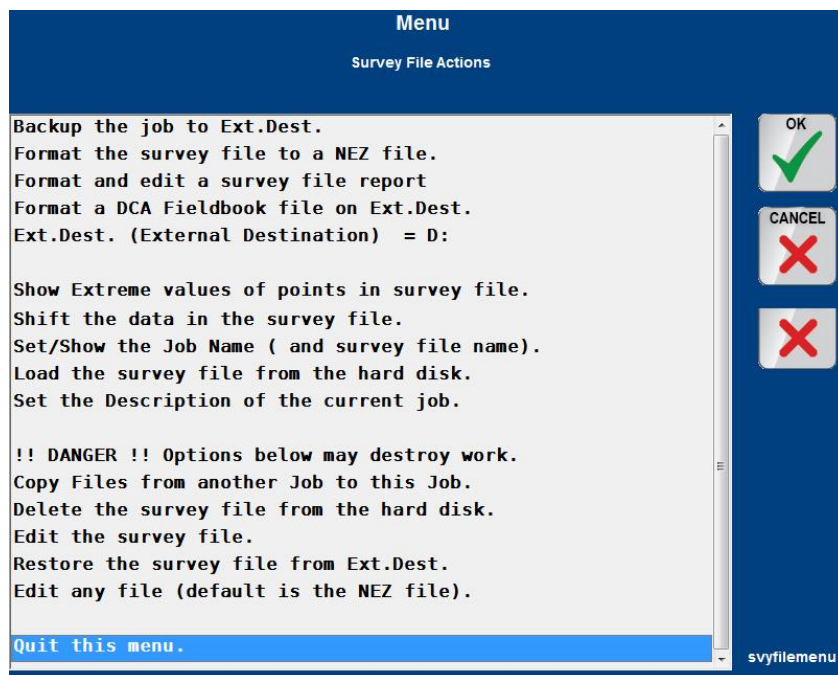 Menu
Survey File Actions
Backup the job to Ext.Dest.
Format the survey file to a NEZ file.
Format and edit a survey file report
Format a DCA Fieldbook file on Ext.Dest.
Ext.Dest. (External Destination)  = D:
Show Extreme values of points in survey file.
Shift the data in the survey file.
Set/Show the Job Name ( and survey file name).
Load the survey file from the hard disk.
Set the Description of the current job.
!! DANGER !! Options below may destroy work.
Copy Files from another Job to this Job.
Delete the survey file from the hard disk.
Edit the survey file.
Restore the survey file from Ext.Dest.
Edit any file (default is the NEZ file).
Quit this menu.
OK
CANCEL
svyfilemenu